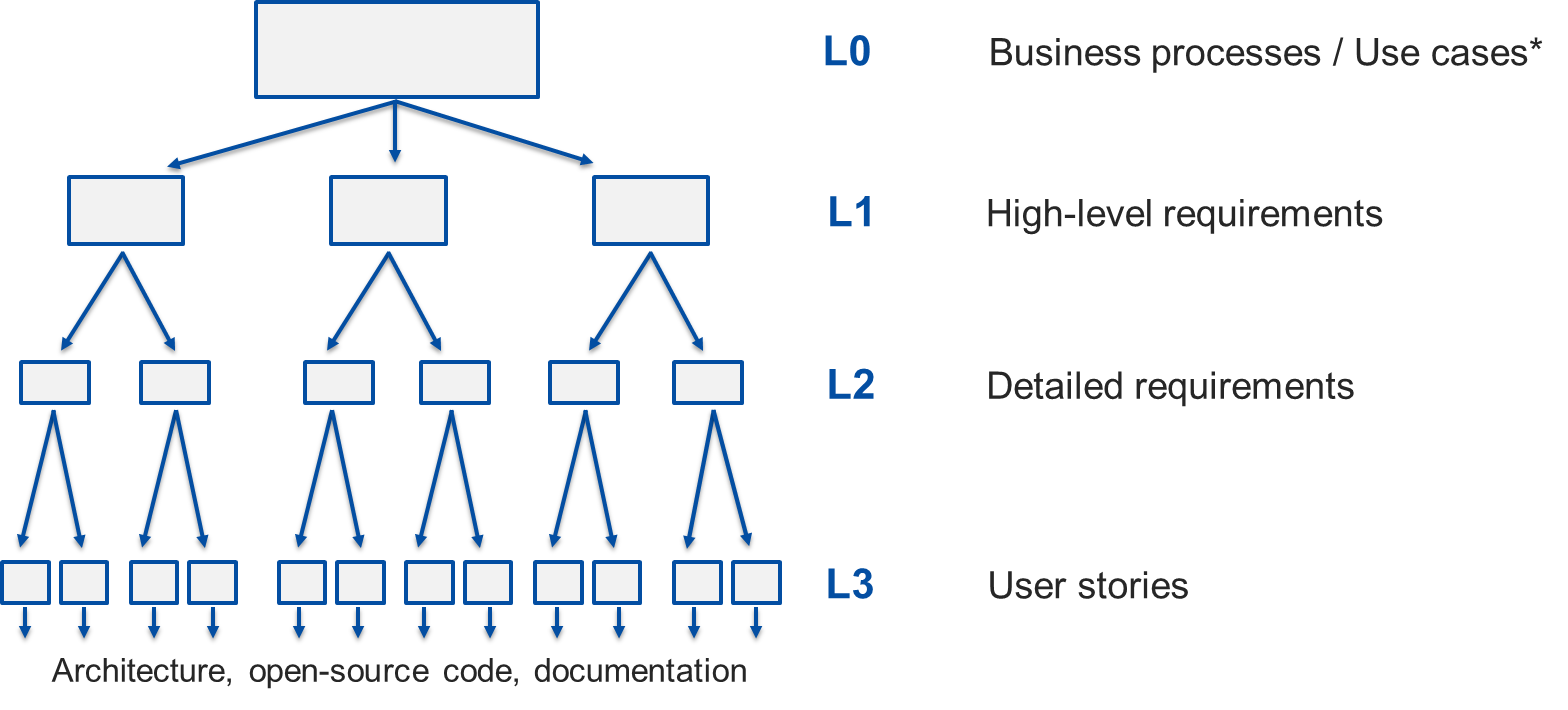 L0 Business processes / Use cases*
L1 High-level requirements
L2 Detailed requirements
L3 User stories
Architecture, open-source code, documentation